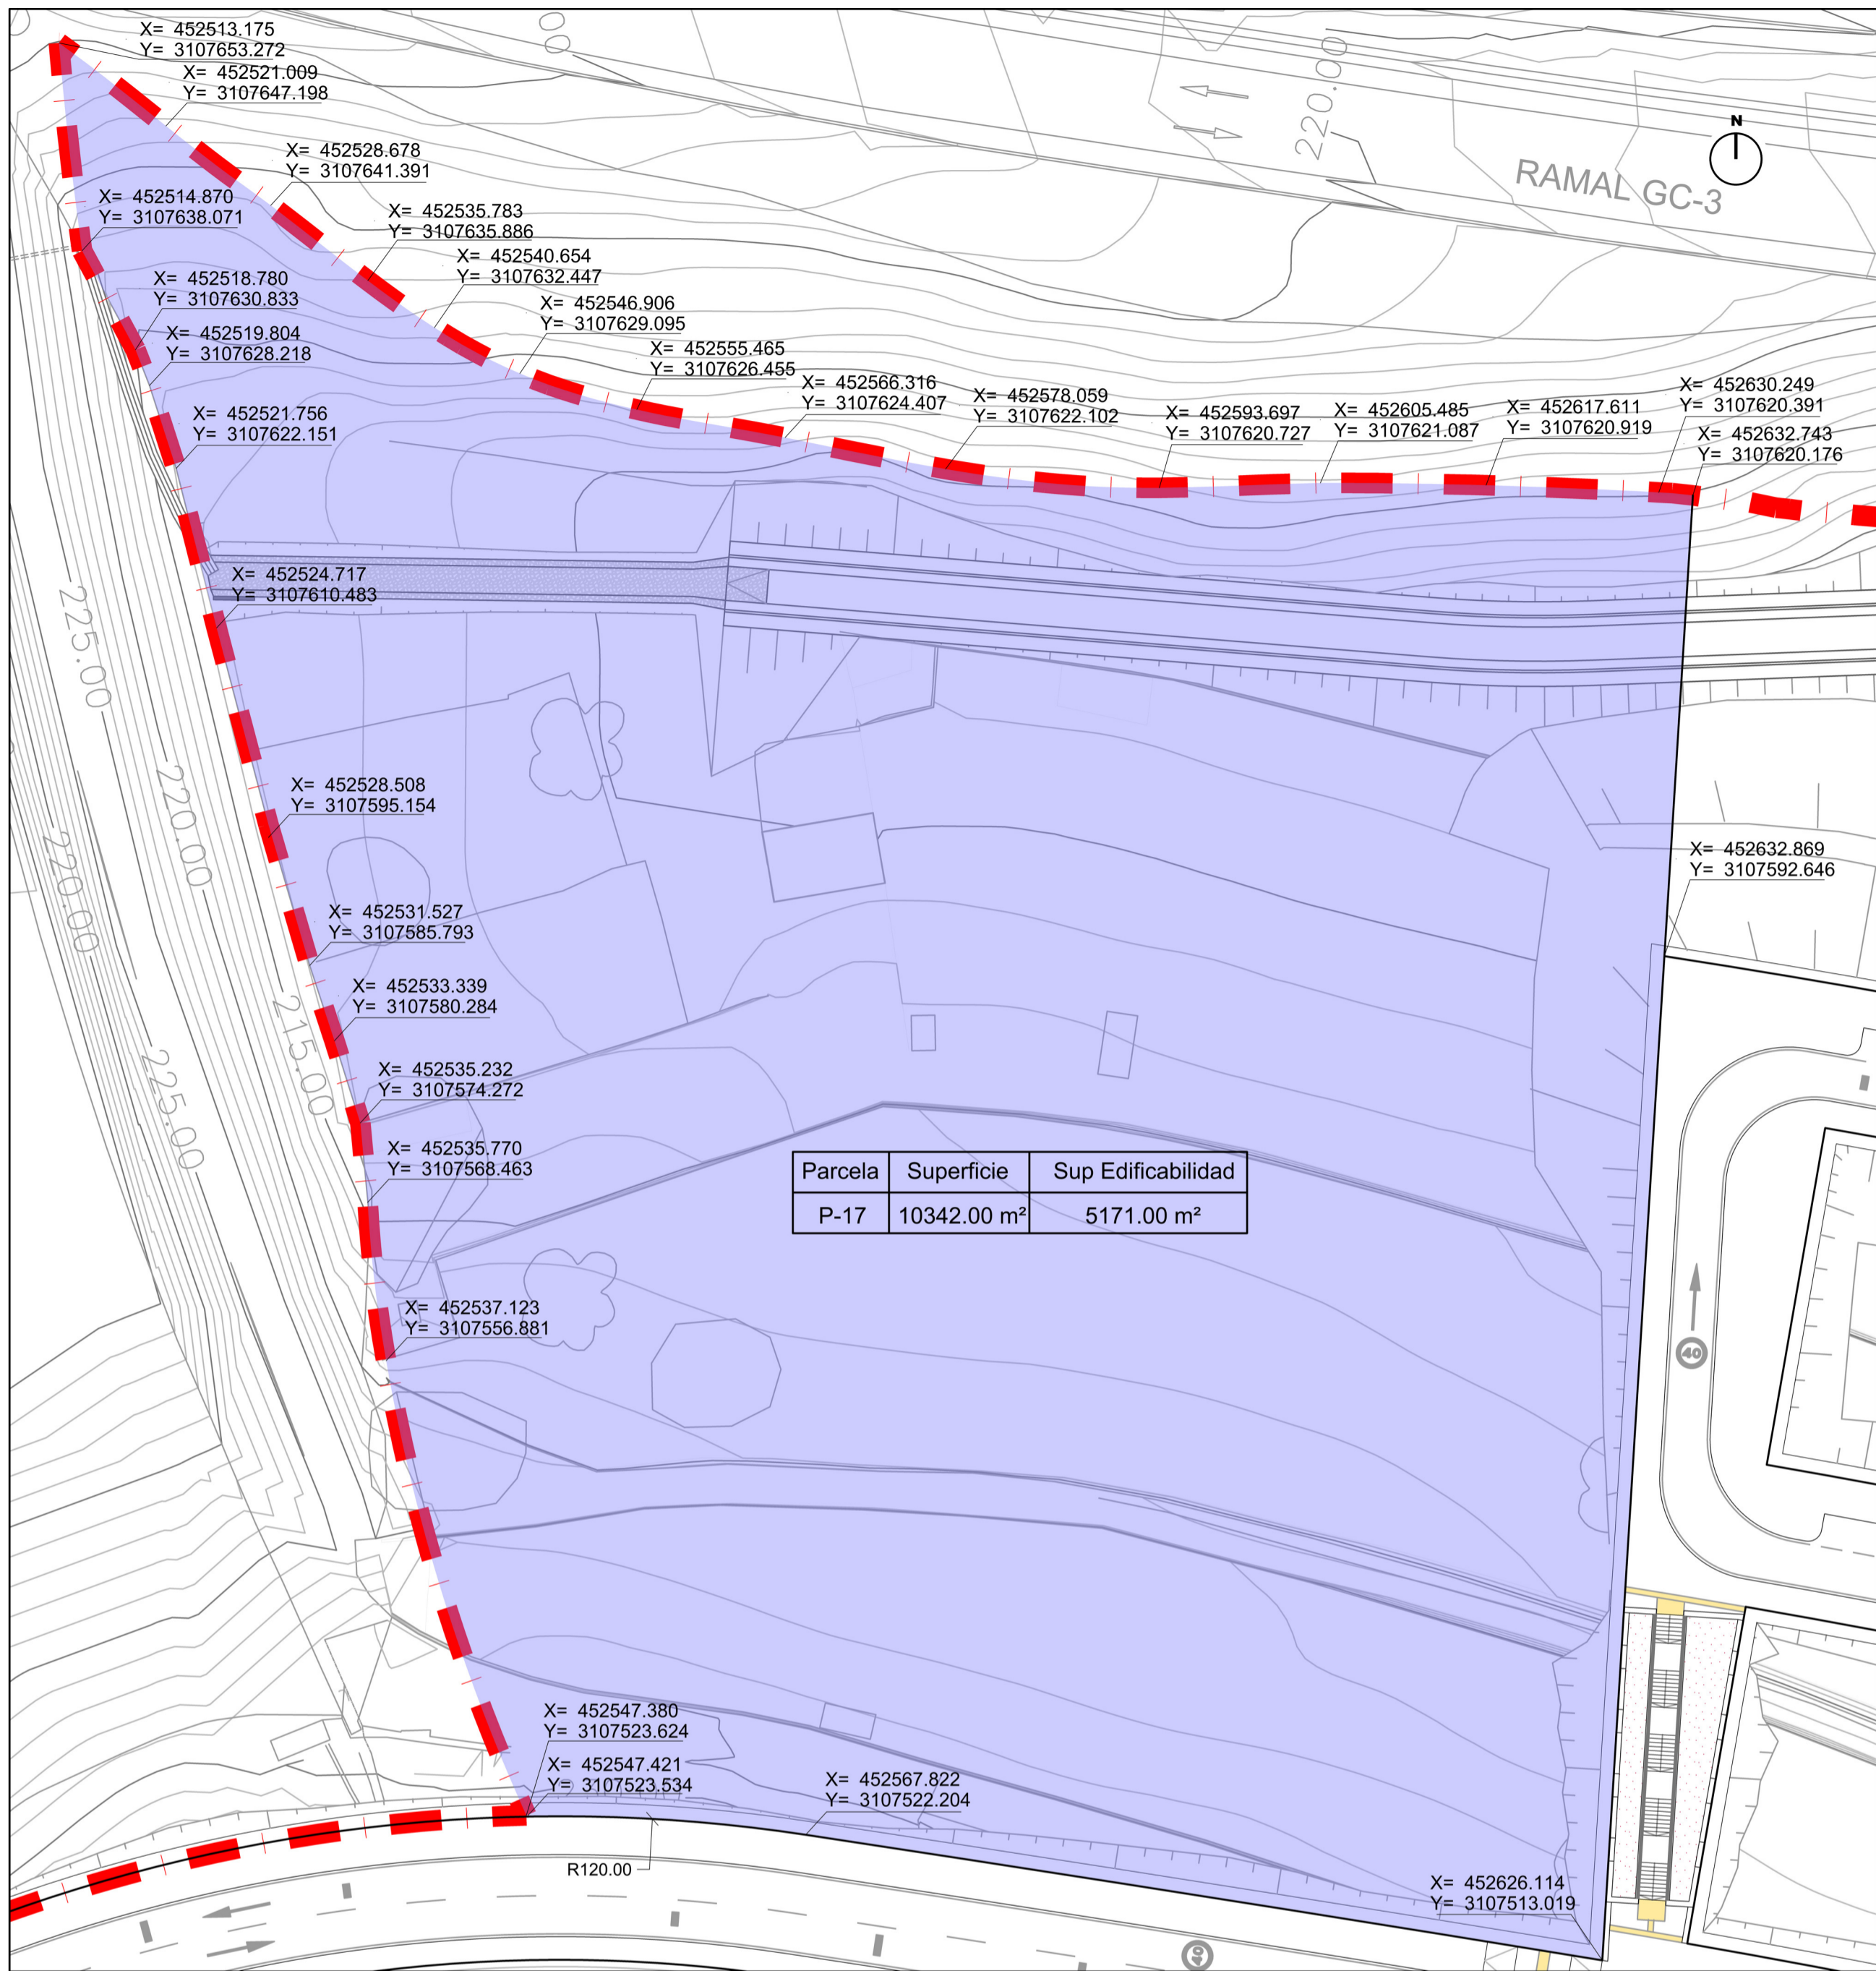 X= 452513.175
Y= 3107653.272
X= 452521.009
Y= 3107647.198
220.00
N
RAMAL GC-3
X= 452528.678
Y= 3107641.391
X= 452514.870
Y= 3107638.071
X= 452535.783
Y= 3107635.886
X= 452540.654
Y= 3107632.447
X= 452518.780
Y= 3107630.833
X= 452546.906
Y= 3107629.095
X= 452519.804
Y= 3107628.218
X= 452555.465
Y= 3107626.455
X= 452566.316
Y= 3107624.407
X= 452578.059
Y= 3107622.102
X= 452593.697
Y= 3107620.727
X= 452605.485
Y= 3107621.087
X= 452617.611
Y= 3107620.919
X= 452630.249
Y= 3107620.391
X= 452632.743
Y= 3107620.176
X= 452521.756
Y= 3107622.151
X= 452524.717
Y= 3107610.483
225.00
220.00
220.00
X= 452528.508
Y= 3107595.154
X= 452632.869
Y= 3107592.646
X= 452531.527
Y= 3107585.793
215.00
X= 452533.339
Y= 3107580.284
225.00
X= 452535.232
Y= 3107574.272
X= 452535.770
Y= 3107568.463
Parcela Superficie Sup Edificabilidad
P-17 10342.00 m² 5171.00 m²
X= 452537.123
Y= 3107556.881
40
X= 452547.380
Y= 3107523.624
X= 452547.421
Y= 3107523.534
X= 452567.822
Y= 3107522.204
R120.00
X= 452626.114
Y= 3107513.019
40